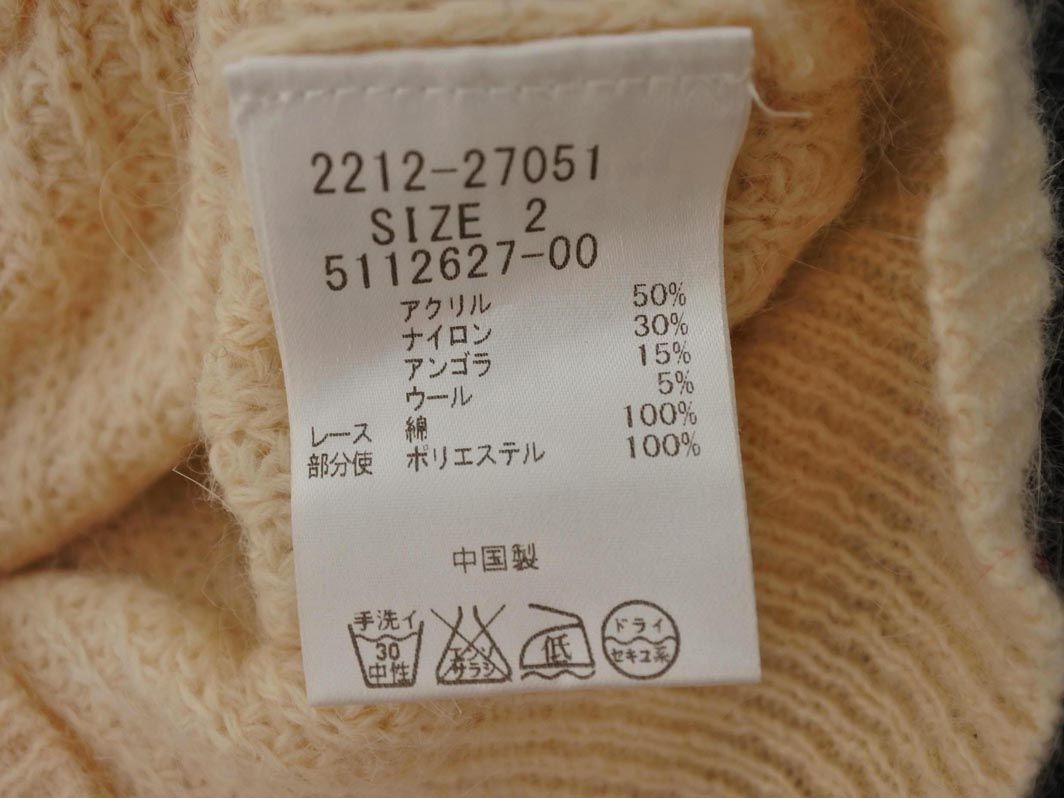 2212-27051
SIZE 2
5112627-00
アクリル 50%
ナイロン 30%
アンゴラ 15%
ウール 5%
レース 綿 100%
部分使 ポリエステル 100%
中国製
手洗イ
30
中性
エンソ
サラシ
低
ドライ
セキユ系